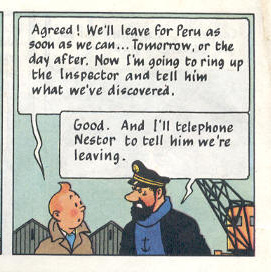 Agreed! We'll leave for Peru as
soon as we can... Tomorrow, or the
day after. Now I'm going to ring up
the Inspector and tell him
what we've discovered.
Good. And I'll telephone
Nestor to tell him we're
leaving.